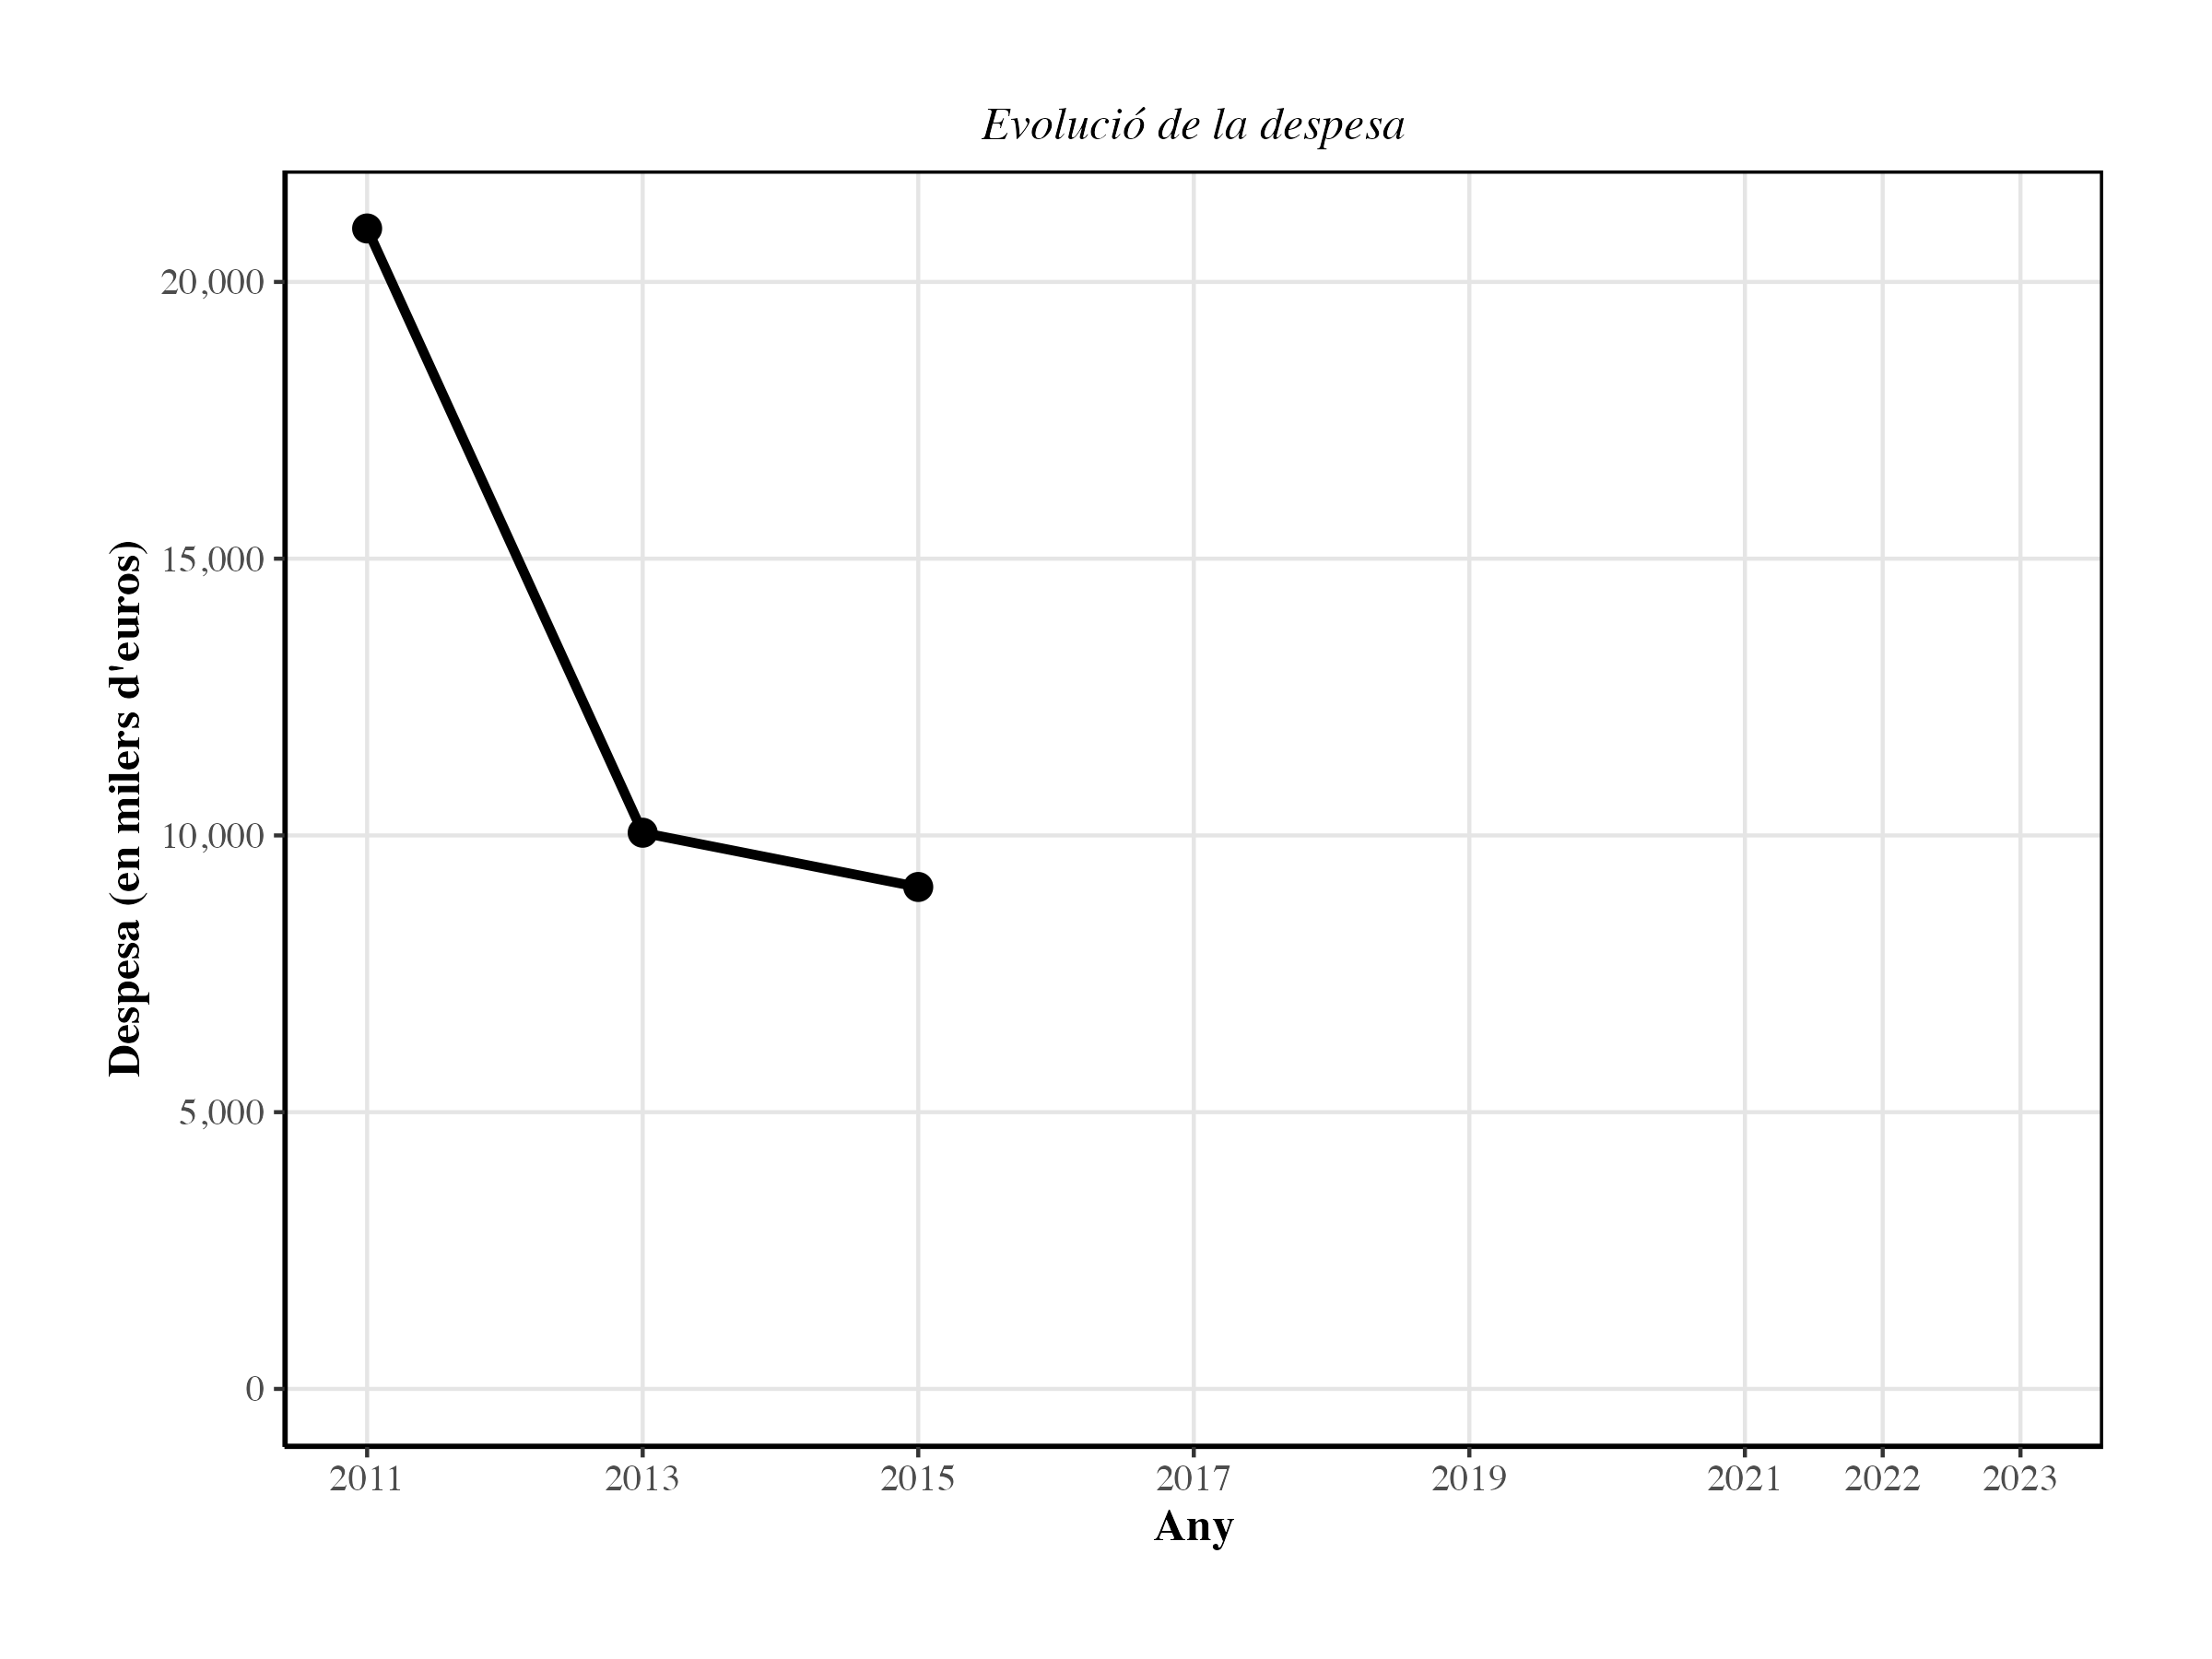 Evolució de la despesa
Despesa (en milers d'euros)
20,000
15,000
10,000
5,000
0
2011 2013 2015 2017 2019 2021 2022 2023
Any